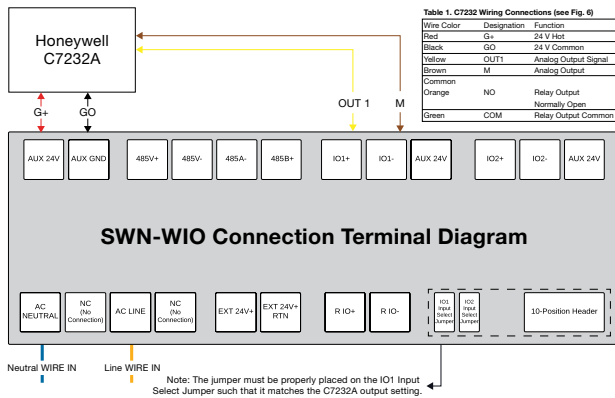 Table 1. C7232 Wiring Connections (see Fig. 6)
Wire Color Designation Function
Red G+ 24 V Hot
Black GO 24 V Common
Yellow OUT1 Analog Output Signal
Brown M Analog Output
Common
Orange NO Relay Output
Normally Open
Green COM Relay Output Common
Honeywell
C7232A
G+
GO
OUT 1
M
AUX 24V
AUX GND
485V+
485V-
485A-
485B+
IO1+
IO1-
AUX 24V
IO2+
IO2-
AUX 24V
SWN-WIO Connection Terminal Diagram
AC
NEUTRAL
NC
(No
Connection)
AC LINE
NC
(No
Connection)
EXT 24V+
EXT 24V+
RTN
R IO+
R IO-
IO1
Input
Select
Jumper
IO2
Input
Select
Jumper
10-Position Header
Neutral WIRE IN
Line WIRE IN
Note: The jumper must be properly placed on the IO1 Input
Select Jumper such that it matches the C7232A output setting.